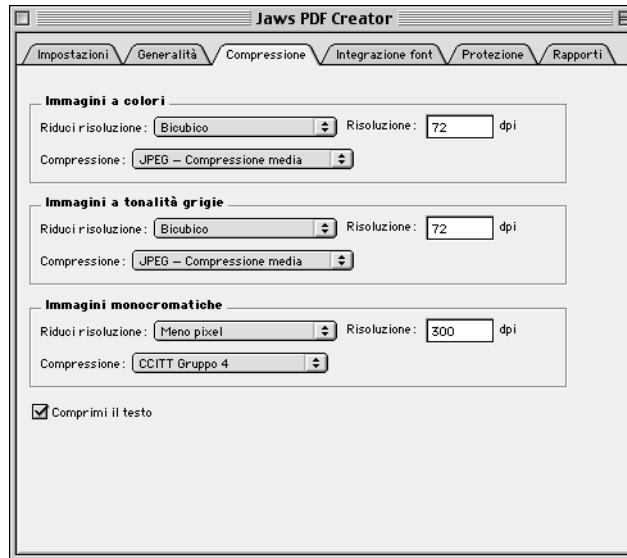 Jaws PDF Creator
Impostazioni Generalità Compressione Integrazione font Protezione Rapporti
Immagini a colori
Riduci risoluzione: Bicubico Risoluzione: 72 dpi
Compressione: JPEG – Compressione media
Immagini a tonalità grigie
Riduci risoluzione: Bicubico Risoluzione: 72 dpi
Compressione: JPEG – Compressione media
Immagini monocromatiche
Riduci risoluzione: Meno pixel Risoluzione: 300 dpi
Compressione: CCITT Gruppo 4
Comprimi il testo